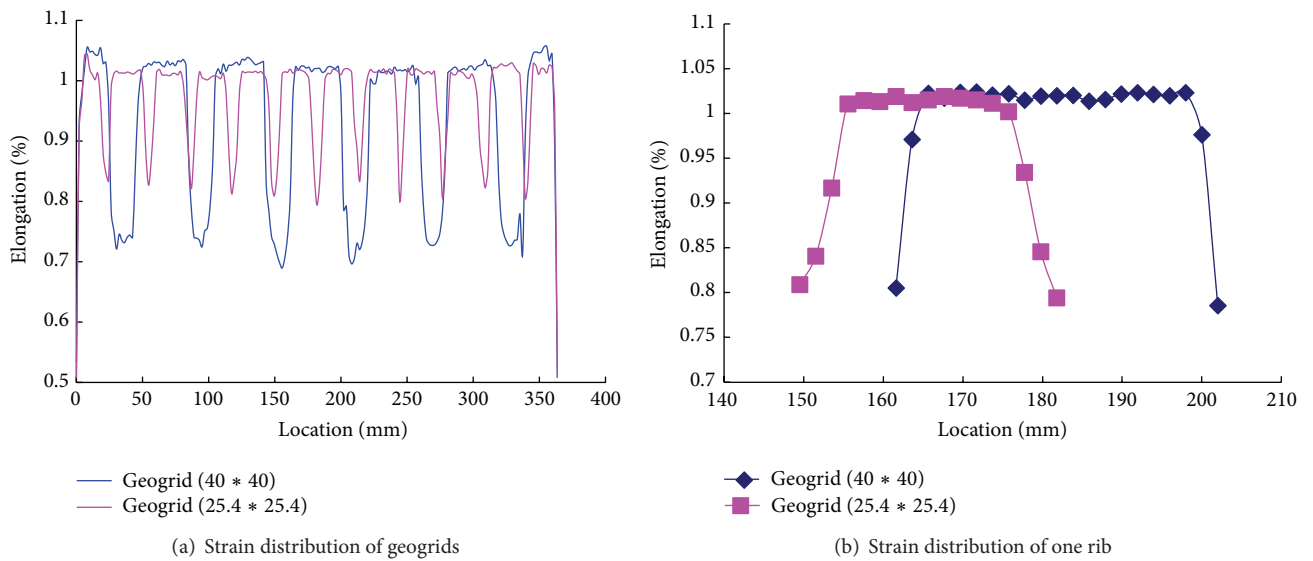 1.1
1
0.9
0.8
0.7
0.6
0.5
Elongation (%)
0 50 100 150 200 250 300 350 400
Location (mm)
Geogrid (40 ∗ 40)
Geogrid (25.4 ∗ 25.4)
(a) Strain distribution of geogrids
1.1
1.05
1
0.95
0.9
0.85
0.8
0.75
0.7
Elongation (%)
140 150 160 170 180 190 200 210
Location (mm)
Geogrid (40 ∗ 40)
Geogrid (25.4 ∗ 25.4)
(b) Strain distribution of one rib